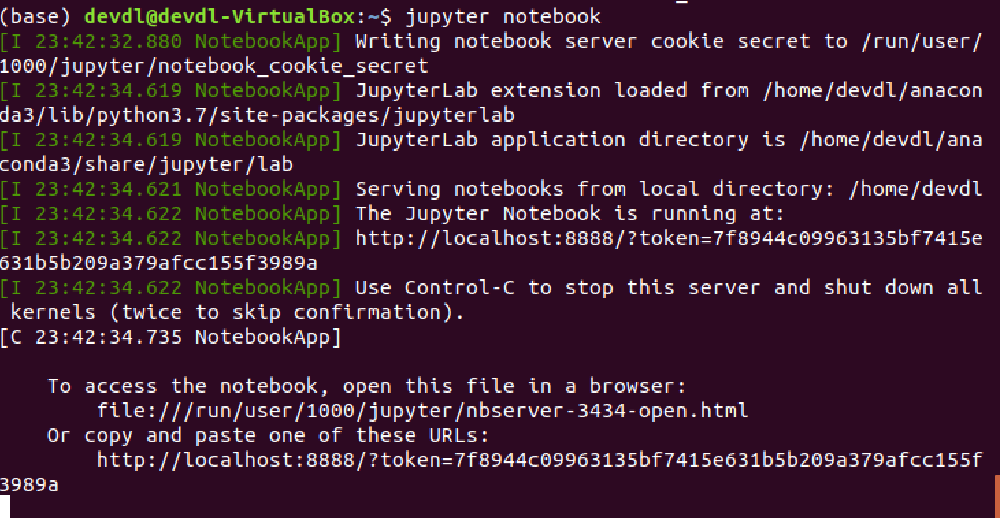 (base) devdl@devdl-VirtualBox:~$ jupyter notebook
[I 23:42:32.880 NotebookApp] Writing notebook server cookie secret to /run/user/
1000/jupyter/notebook_cookie_secret
[I 23:42:34.619 NotebookApp] JupyterLab extension loaded from /home/devdl/anacon
da3/lib/python3.7/site-packages/jupyterlab
[I 23:42:34.619 NotebookApp] JupyterLab application directory is /home/devdl/ana
conda3/share/jupyter/lab
[I 23:42:34.621 NotebookApp] Serving notebooks from local directory: /home/devdl
[I 23:42:34.622 NotebookApp] The Jupyter Notebook is running at:
[I 23:42:34.622 NotebookApp] http://localhost:8888/?token=7f8944c09963135bf7415e
631b5b209a379afcc155f3989a
[I 23:42:34.622 NotebookApp] Use Control-C to stop this server and shut down all
 kernels (twice to skip confirmation).
[C 23:42:34.735 NotebookApp]
    To access the notebook, open this file in a browser:
        file:///run/user/1000/jupyter/nbserver-3434-open.html
    Or copy and paste one of these URLs:
        http://localhost:8888/?token=7f8944c09963135bf7415e631b5b209a379afcc155f
3989a